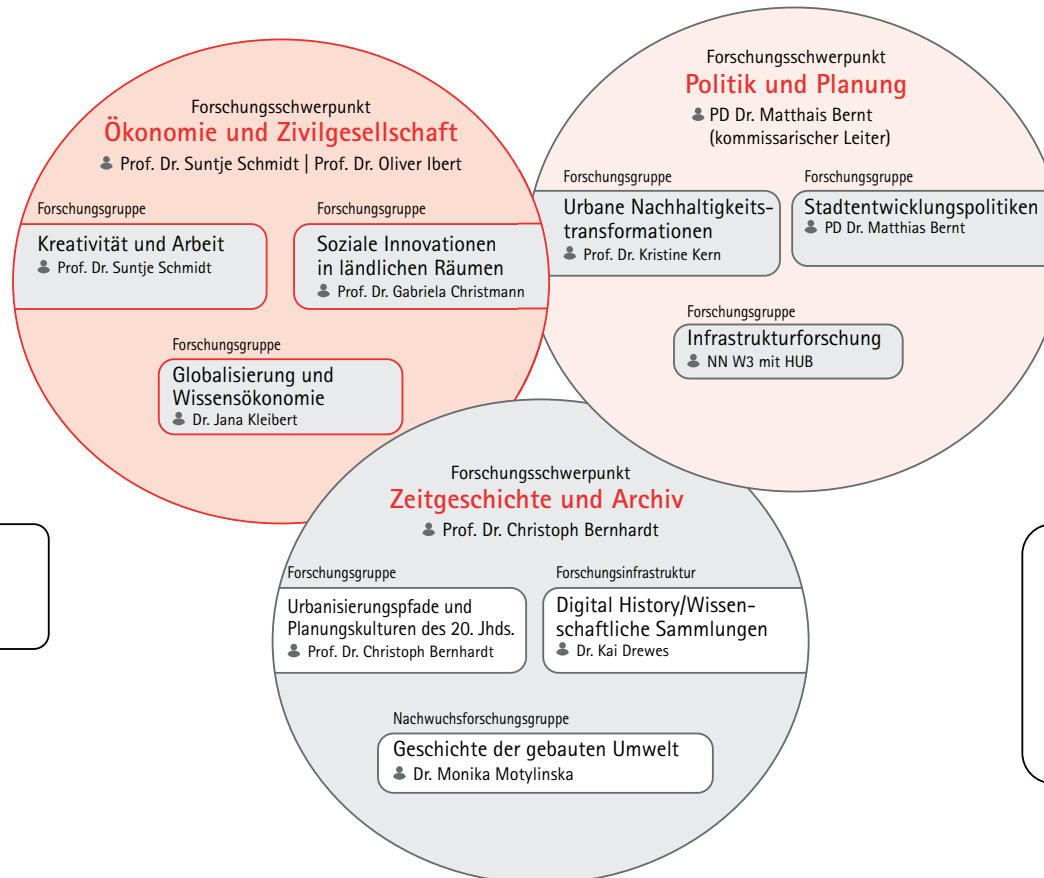 Forschungsschwerpunkt
Ökonomie und Zivilgesellschaft
Prof. Dr. Suntje Schmidt | Prof. Dr. Oliver Ibert
Forschungsgruppe
Kreativität und Arbeit
Prof. Dr. Suntje Schmidt
Forschungsgruppe
Soziale Innovationen
in ländlichen Räumen
Prof. Dr. Gabriela Christmann
Forschungsgruppe
Globalisierung und
Wissensökonomie
Dr. Jana Kleibert
Forschungsschwerpunkt
Politik und Planung
PD Dr. Matthais Bernt
(kommissarischer Leiter)
Forschungsgruppe
Urbane Nachhaltigkeits-
transformationen
Prof. Dr. Kristine Kern
Forschungsgruppe
Stadtentwicklungspolitiken
PD Dr. Matthias Bernt
Forschungsgruppe
Infrastrukturforschung
NN W3 mit HUB
Forschungsschwerpunkt
Zeitgeschichte und Archiv
Prof. Dr. Christoph Bernhardt
Forschungsgruppe
Urbanisierungspfade und
Planungskulturen des 20. Jhds.
Prof. Dr. Christoph Bernhardt
Forschungsinfrastruktur
Digital History/Wissen-
schaftliche Sammlungen
Dr. Kai Drewes
Nachwuchsforschungsgruppe
Geschichte der gebauten Umwelt
Dr. Monika Motylinska